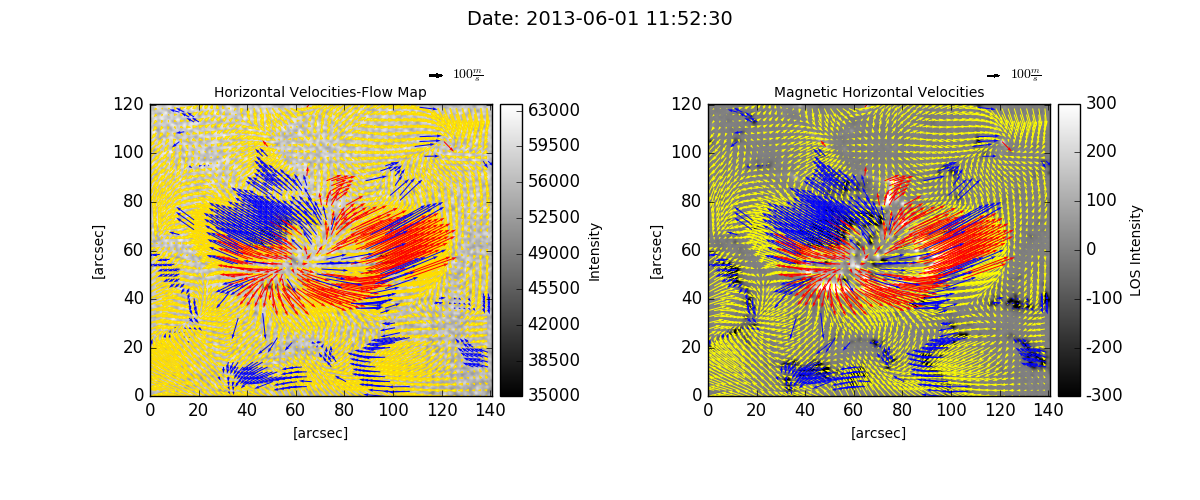 Date: 2013-06-01 11:52:30
100 m/s
Horizontal Velocities-Flow Map
120
100
80
60
40
20
0
[arcsec]
0 20 40 60 80 100 120 140
[arcsec]
63000
59500
56000
52500
49000
45500
42000
38500
35000
Intensity
100 m/s
Magnetic Horizontal Velocities
120
100
80
60
40
20
0
[arcsec]
0 20 40 60 80 100 120 140
[arcsec]
300
200
100
0
-100
-200
-300
LOS Intensity